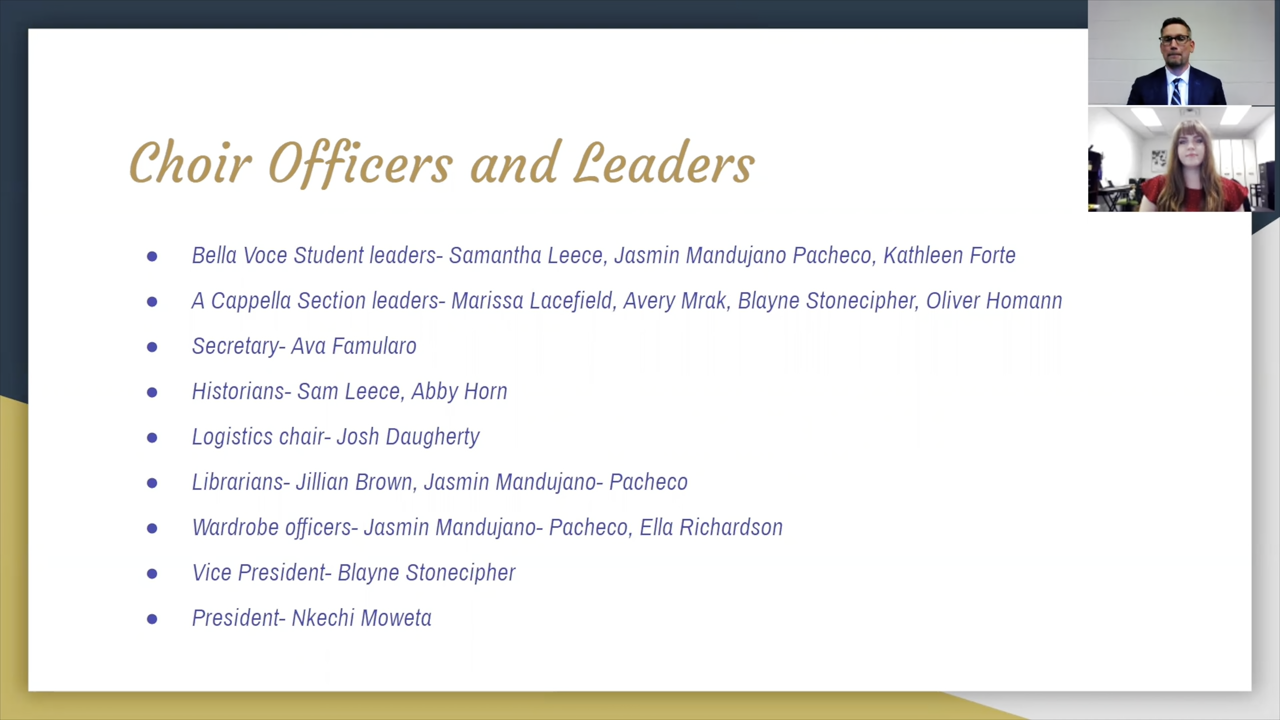 Choir Officers and Leaders
● Bella Voce Student leaders- Samantha Leece, Jasmin Mandujano Pacheco, Kathleen Forte
● A Cappella Section leaders- Marissa Lacefield, Avery Mrak, Blayne Stonecipher, Oliver Homann
● Secretary- Ava Famularo
● Historians- Sam Leece, Abby Horn
● Logistics chair- Josh Daugherty
● Librarians- Jillian Brown, Jasmin Mandujano- Pacheco
● Wardrobe officers- Jasmin Mandujano- Pacheco, Ella Richardson
● Vice President- Blayne Stonecipher
● President- Nkechi Moweta